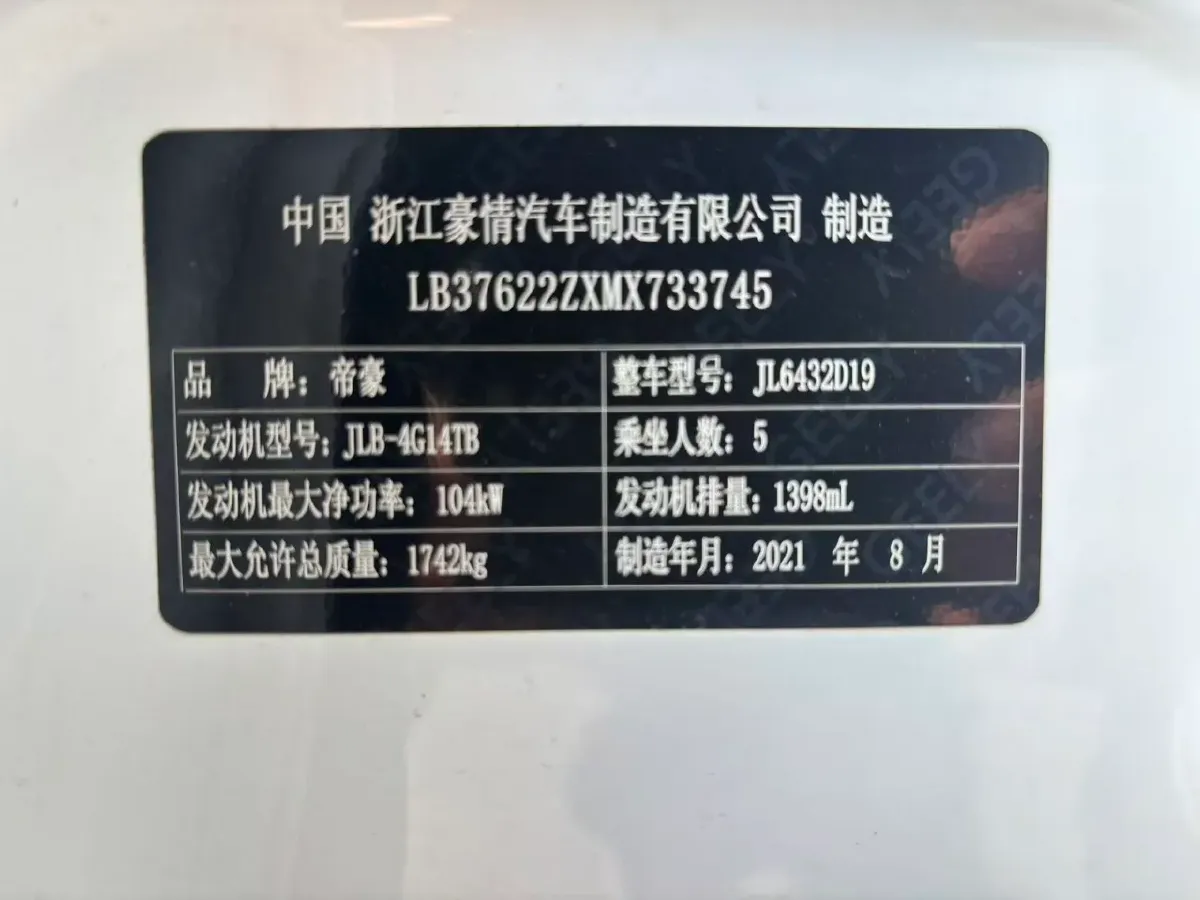 中国 浙江豪情汽车制造有限公司 制造
LB37622ZXMX733745
品 牌：帝豪 整车型号：JL6432D19
发动机型号：JLB-4G14TB 乘坐人数：5
发动机最大净功率：104kW 发动机排量：1398mL
最大允许总质量：1742kg 制造年月：2021 年 8 月